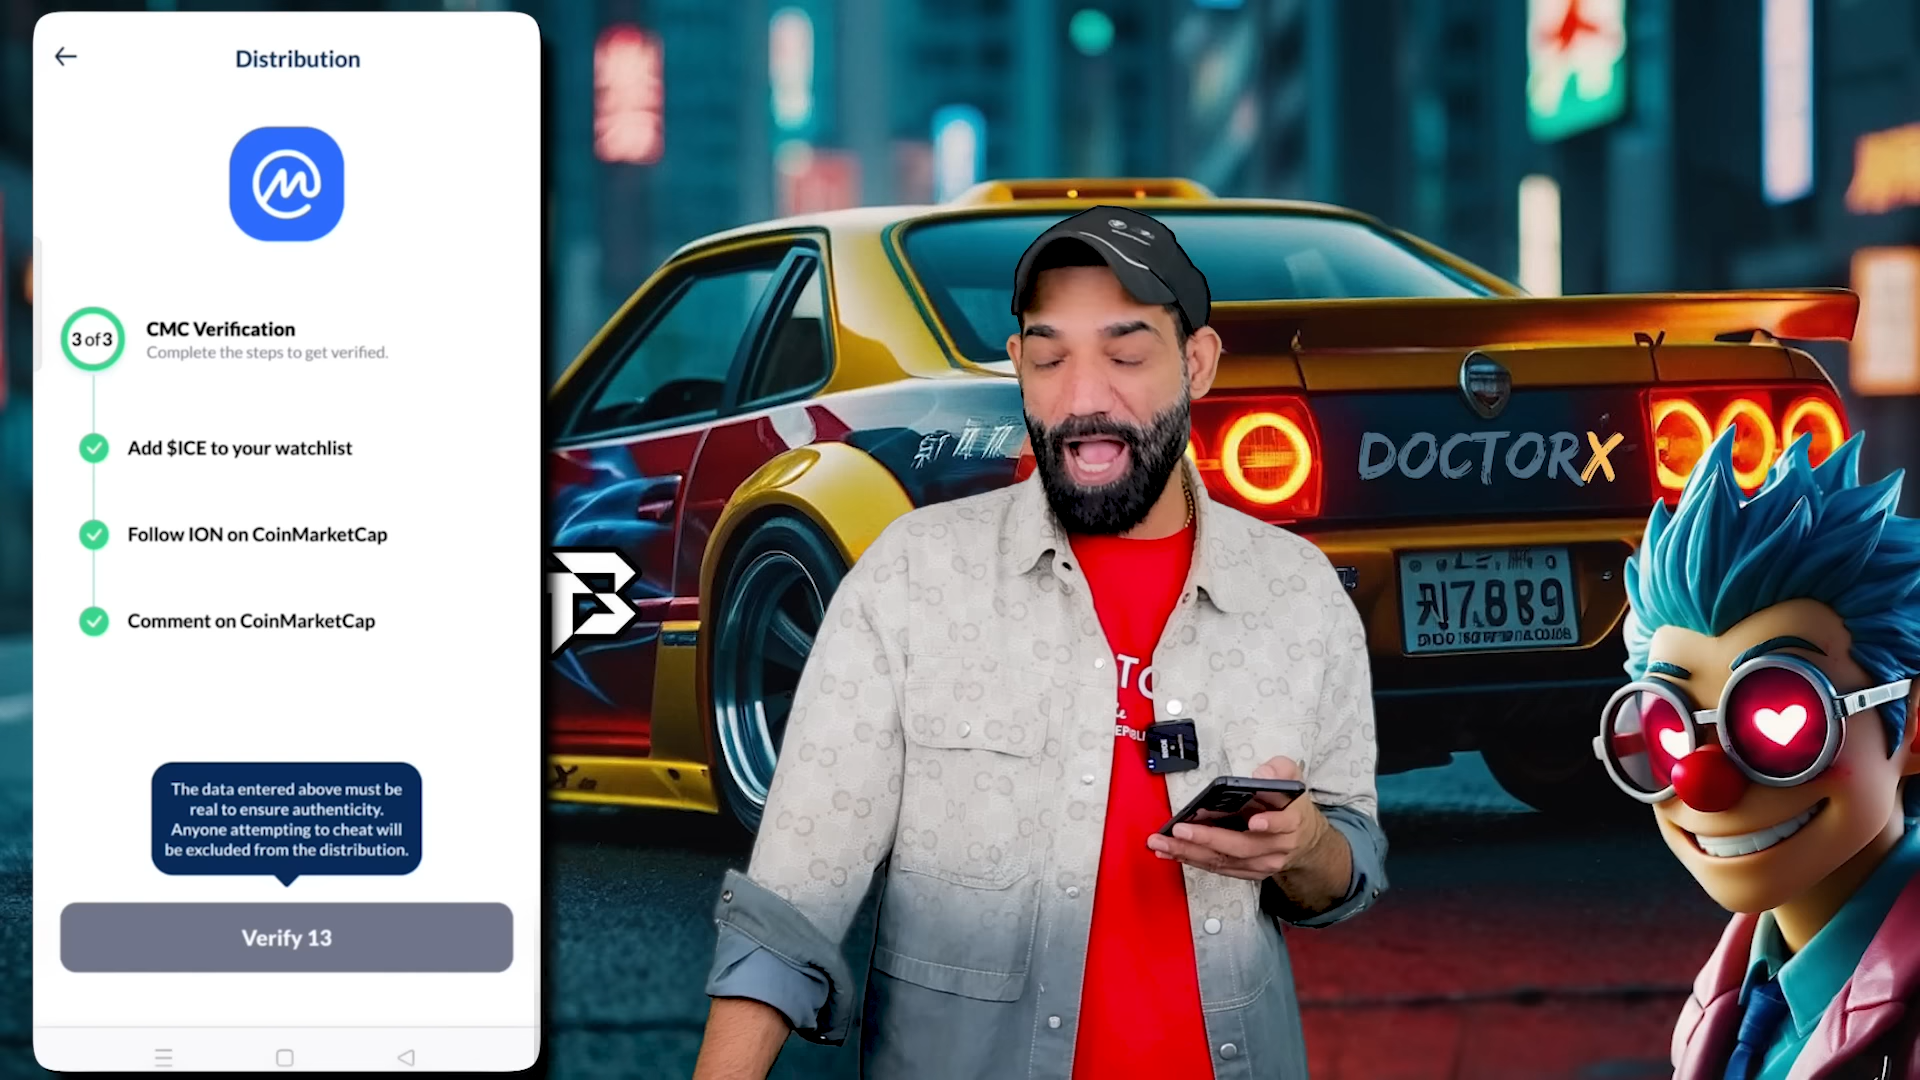 Distribution
3 of 3
CMC Verification
Complete the steps to get verified.
Add $ICE to your watchlist
Follow ION on CoinMarketCap
Comment on CoinMarketCap
The data entered above must be
real to ensure authenticity.
Anyone attempting to cheat will
be excluded from the distribution.
Verify 13
DOCTORX